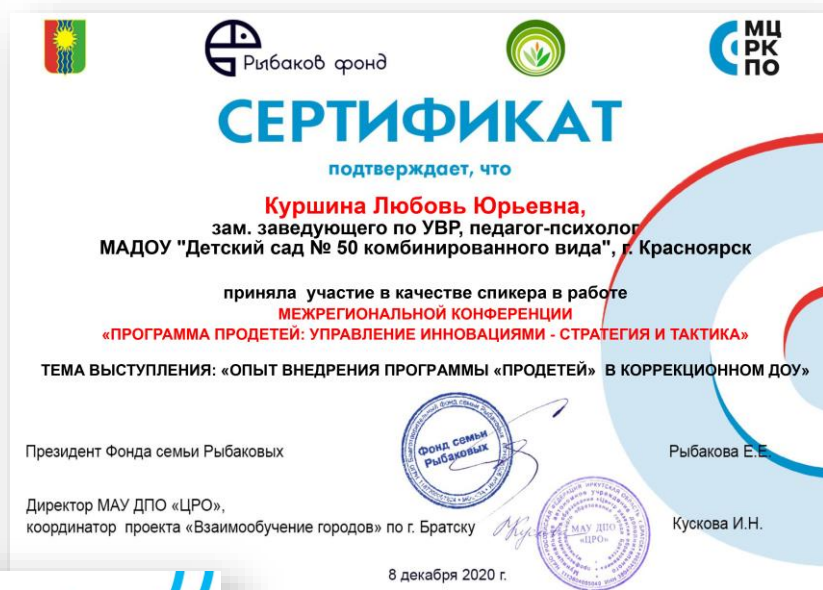 Рыбаков фонд
МЦ
РК
ПО
СЕРТИФИКАТ
подтверждает, что
Куршина Любовь Юрьевна,
зам. заведующего по УВР, педагог-психолог
МАДОУ "Детский сад № 50 комбинированного вида", г. Красноярск
приняла участие в качестве спикера в работе
МЕЖРЕГИОНАЛЬНОЙ КОНФЕРЕНЦИИ
«ПРОГРАММА ПРОДЕТЕЙ: УПРАВЛЕНИЕ ИННОВАЦИЯМИ - СТРАТЕГИЯ И ТАКТИКА»
ТЕМА ВЫСТУПЛЕНИЯ: «ОПЫТ ВНЕДРЕНИЯ ПРОГРАММЫ «ПРОДЕТЕЙ» В КОРРЕКЦИОННОМ ДОУ»
Фонд семьи
Рыбаковых
Президент Фонда семьи Рыбаковых
Рыбакова Е.Е.
Директор МАУ ДПО «ЦРО»,
координатор проекта «Взаимообучение городов» по г. Братску
МАУ ДПО
«ЦРО»
Кускова И.Н.
8 декабря 2020 г.